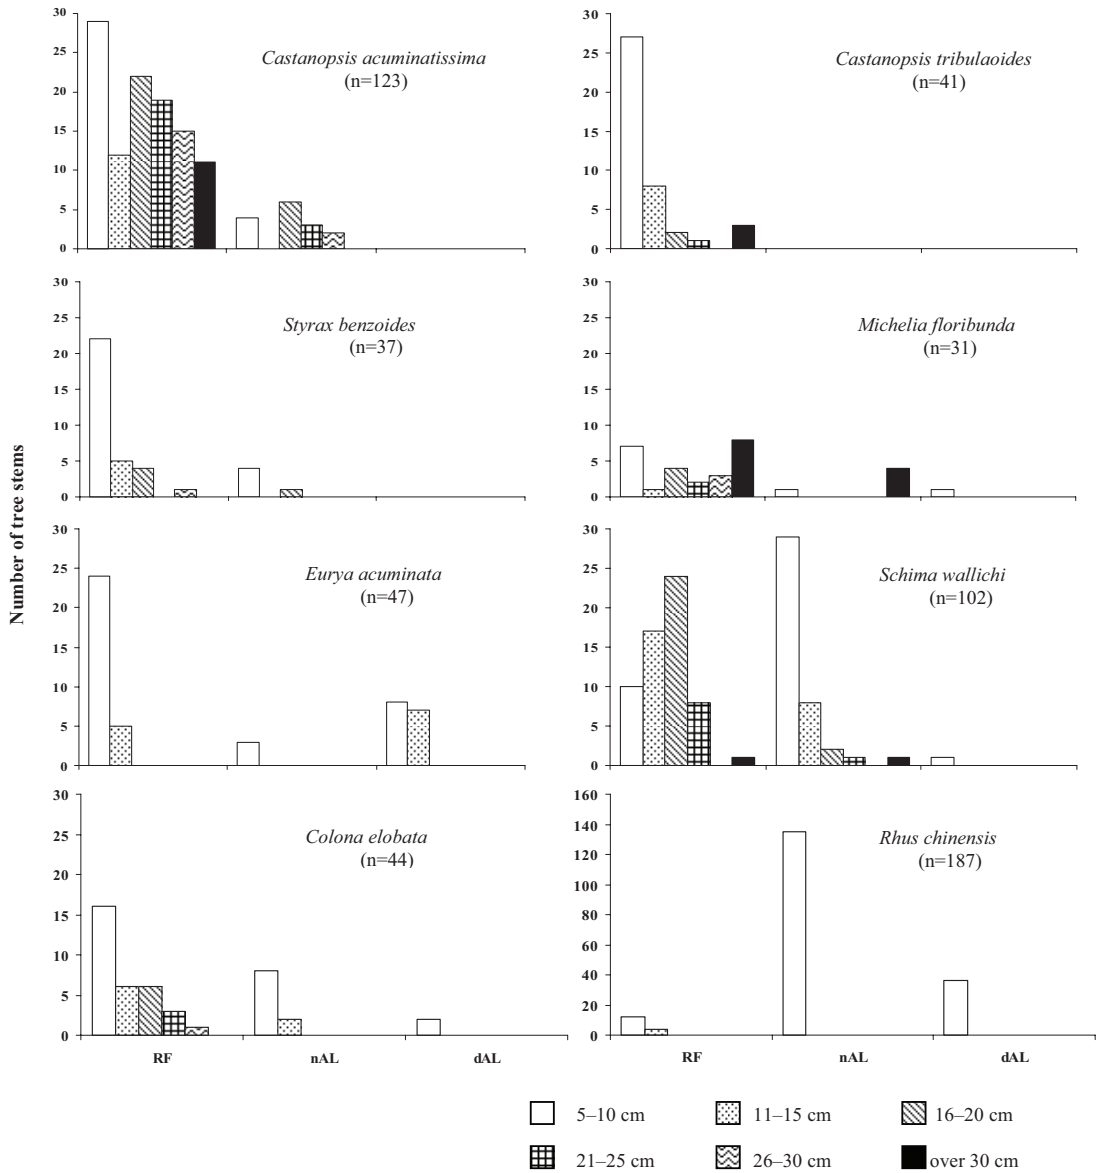 Number of tree stems
30
25
20
15
10
5
0
Castanopsis acuminatissima
(n=123)
30
25
20
15
10
5
0
Castanopsis tribulaoides
(n=41)
30
25
20
15
10
5
0
Styrax benzoides
(n=37)
30
25
20
15
10
5
0
Michelia floribunda
(n=31)
30
25
20
15
10
5
0
Eurya acuminata
(n=47)
30
25
20
15
10
5
0
Schima wallichi
(n=102)
30
25
20
15
10
5
0
Colona elobata
(n=44)
RF nAL dAL
160
140
120
100
80
60
40
20
0
Rhus chinensis
(n=187)
RF nAL dAL
5–10 cm 11–15 cm 16–20 cm
21–25 cm 26–30 cm over 30 cm